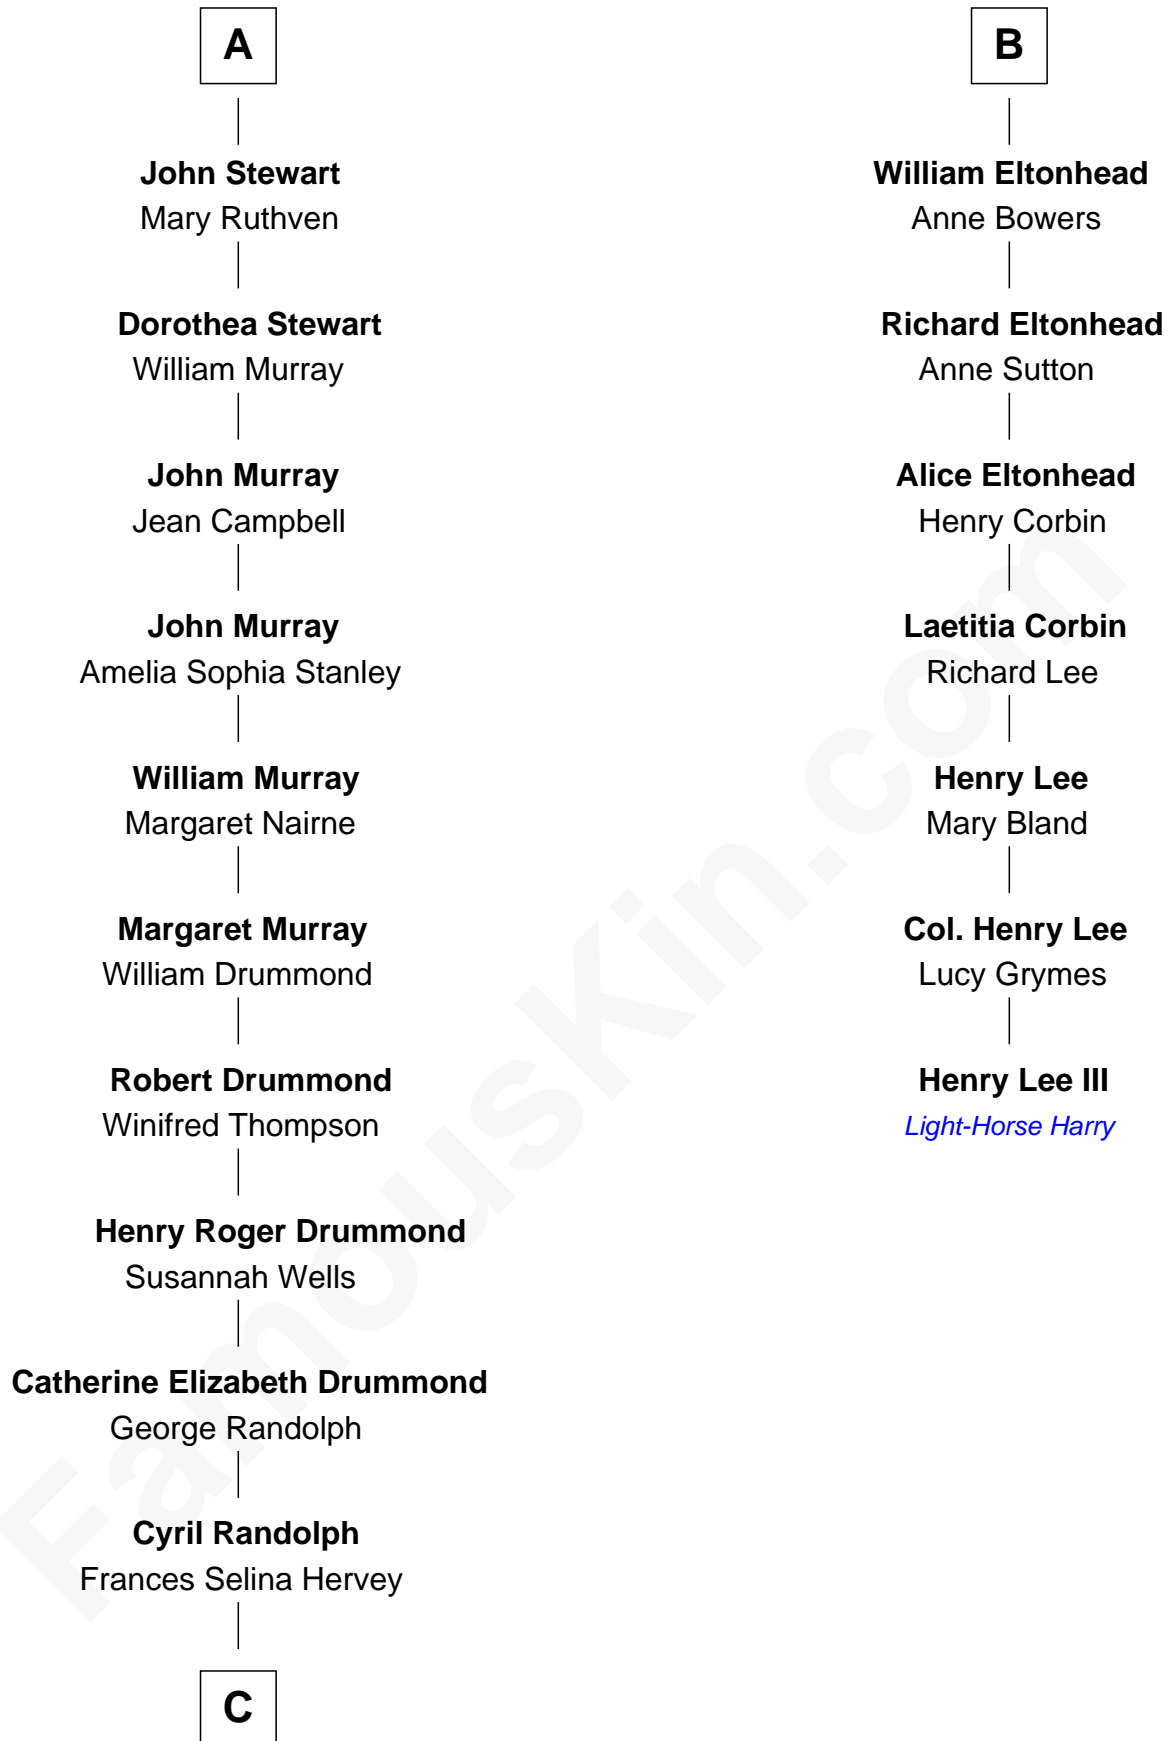 A
John Stewart
Mary Ruthven
Dorothea Stewart
William Murray
John Murray
Jean Campbell
John Murray
Amelia Sophia Stanley
William Murray
Margaret Nairne
Margaret Murray
William Drummond
Robert Drummond
Winifred Thompson
Henry Roger Drummond
Susannah Wells
Catherine Elizabeth Drummond
George Randolph
Cyril Randolph
Frances Selina Hervey
C
B
William Eltonhead
Anne Bowers
Richard Eltonhead
Anne Sutton
Alice Eltonhead
Henry Corbin
Laetitia Corbin
Richard Lee
Henry Lee
Mary Bland
Col. Henry Lee
Lucy Grymes
Henry Lee III
Light-Horse Harry
FamousKin.com